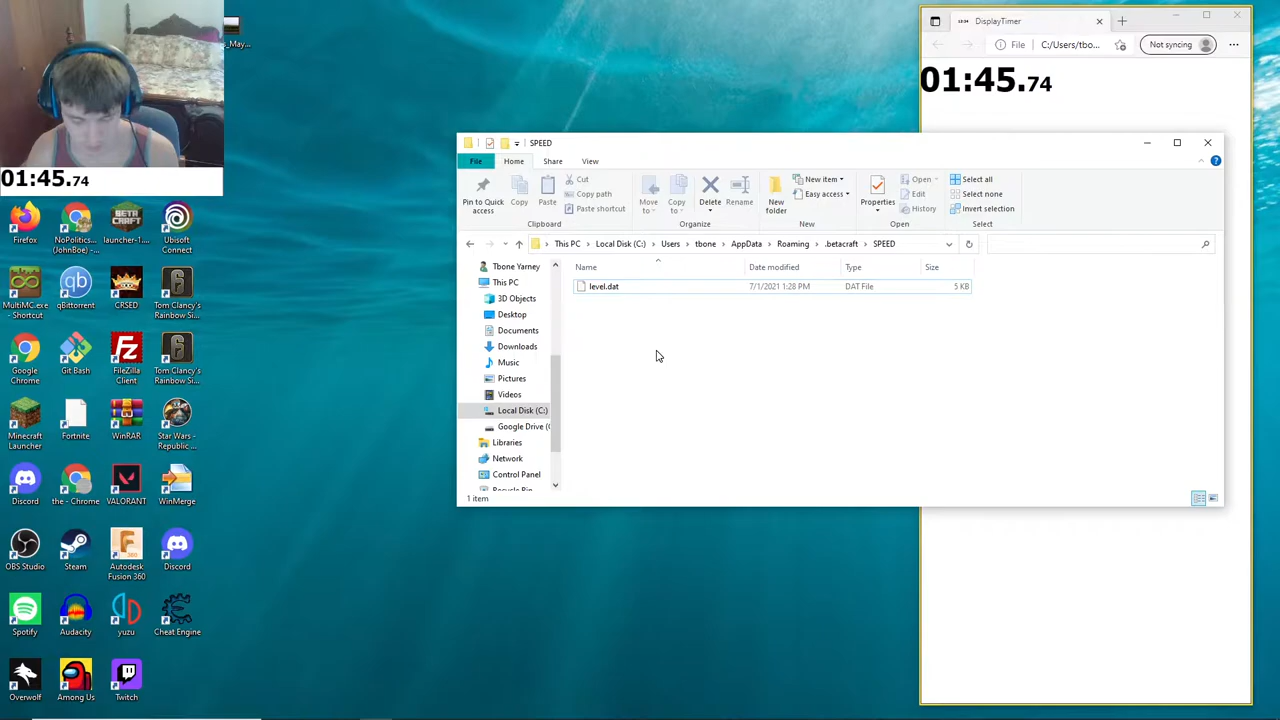 s_May...
01:45.74
Firefox
NoPolitics... (JohnBoe) ...
launcher-1....
Ubisoft Connect
MultiMC.exe - Shortcut
qBittorrent
CRSED
Tom Clancy's Rainbow Si...
Google Chrome
Git Bash
FileZilla Client
Tom Clancy's Rainbow Si...
Minecraft Launcher
Fortnite
WinRAR
Star Wars - Republic ...
Discord
the - Chrome
VALORANT
WinMerge
OBS Studio
Steam
Autodesk Fusion 360
Discord
Spotify
Audacity
yuzu
Cheat Engine
Overwolf
Among Us
Twitch
DisplayTimer
File C:/Users/tbo... Not syncing
01:45.74
SPEED
File Home Share View
Pin to Quick access
Copy
Paste
Cut
Copy path
Paste shortcut
Clipboard
Move to
Copy to
Delete
Rename
Organize
New folder
New item
Easy access
New
Properties
Open
Edit
History
Open
Select all
Select none
Invert selection
Select
This PC › Local Disk (C:) › Users › tbone › AppData › Roaming › .betacraft › SPEED
Tbone Yarney
This PC
3D Objects
Desktop
Documents
Downloads
Music
Pictures
Videos
Local Disk (C:)
Google Drive (
Libraries
Network
Control Panel
Recycle Bin
Name Date modified Type Size
level.dat 7/1/2021 1:28 PM DAT File 5 KB
1 item